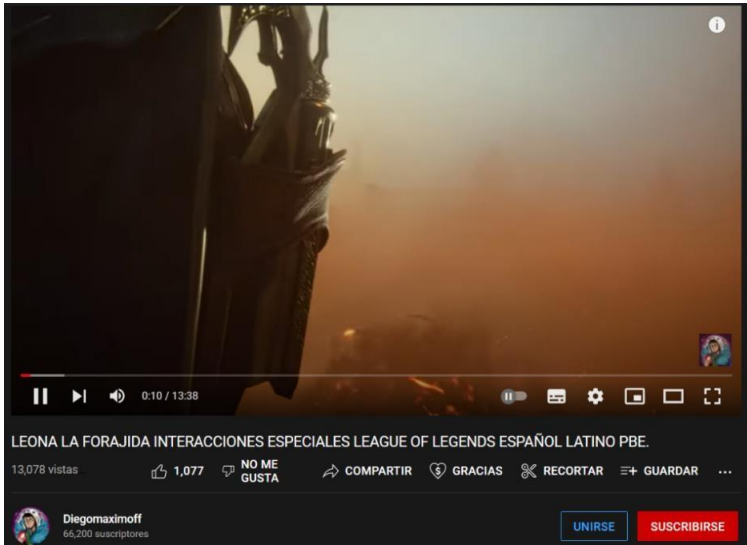 0:10 / 13:38
LEONA LA FORAJIDA INTERACCIONES ESPECIALES LEAGUE OF LEGENDS ESPAÑOL LATINO PBE.
13,078 vistas
1,077
NO ME
GUSTA
COMPARTIR
GRACIAS
RECORTAR
GUARDAR
Diegomaximoff
66,200 suscriptores
UNIRSE
SUSCRIBIRSE